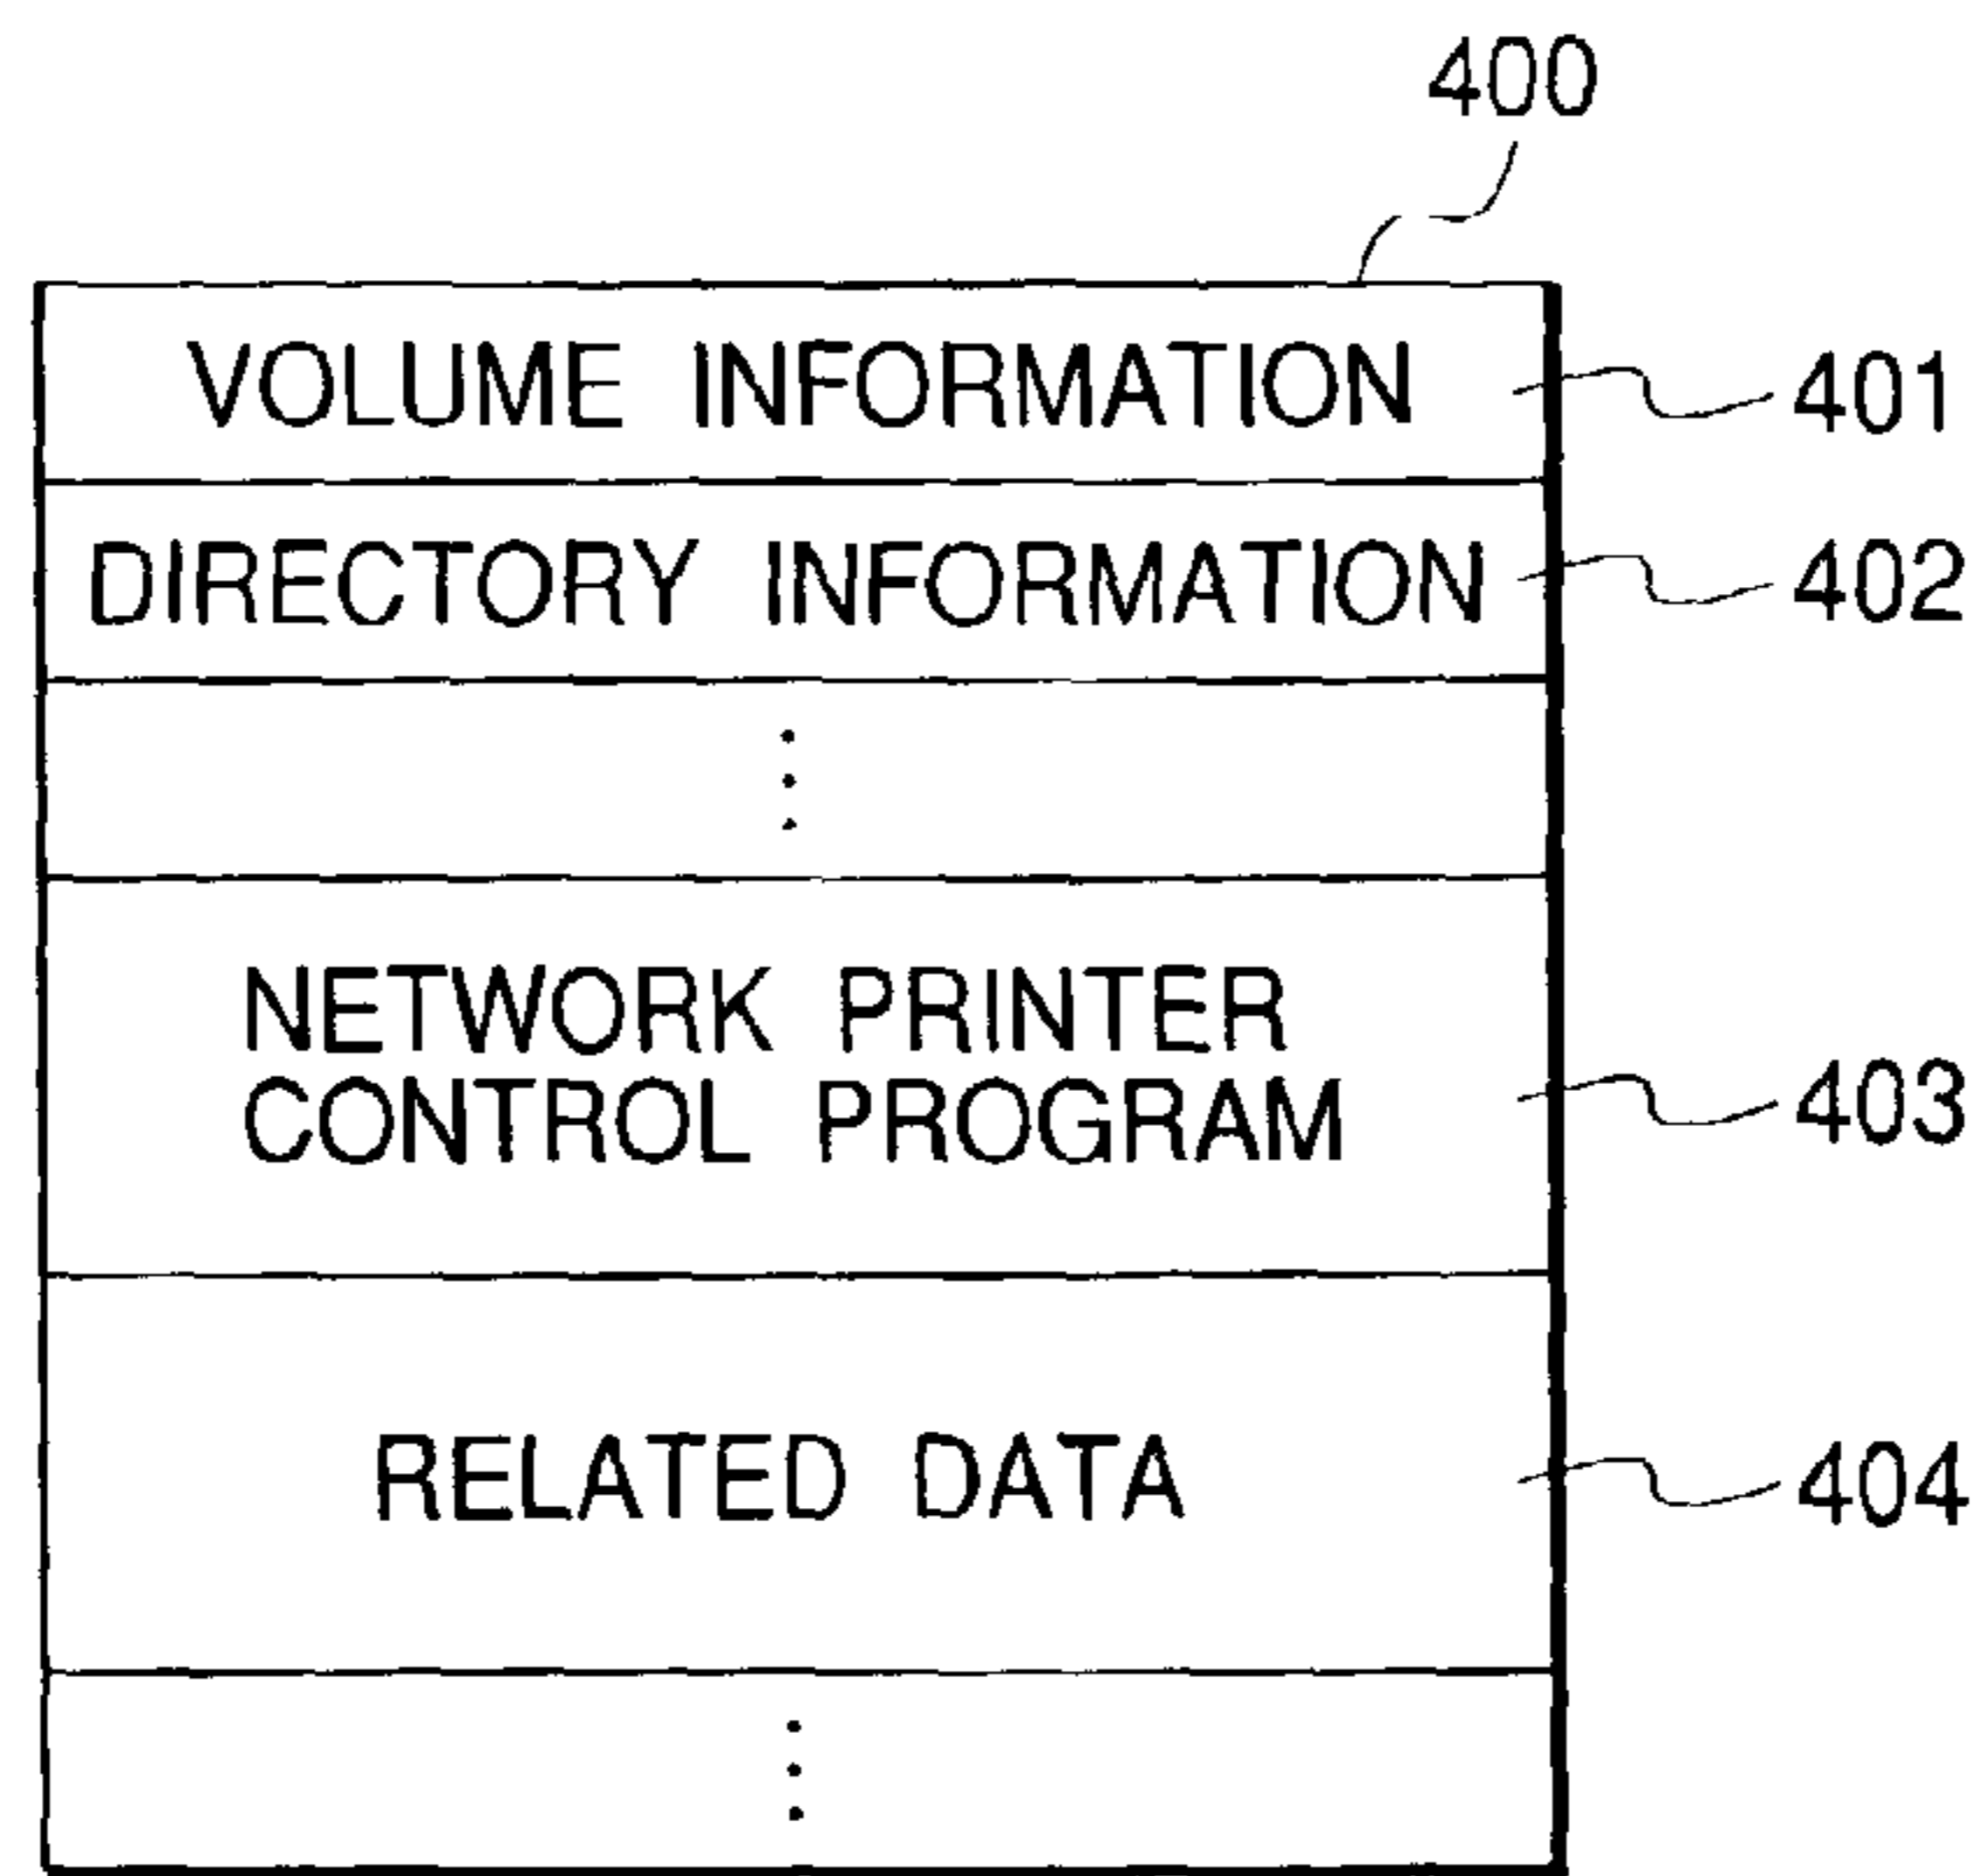 400
VOLUME INFORMATION 401
DIRECTORY INFORMATION 402
NETWORK PRINTER
CONTROL PROGRAM 403
RELATED DATA 404